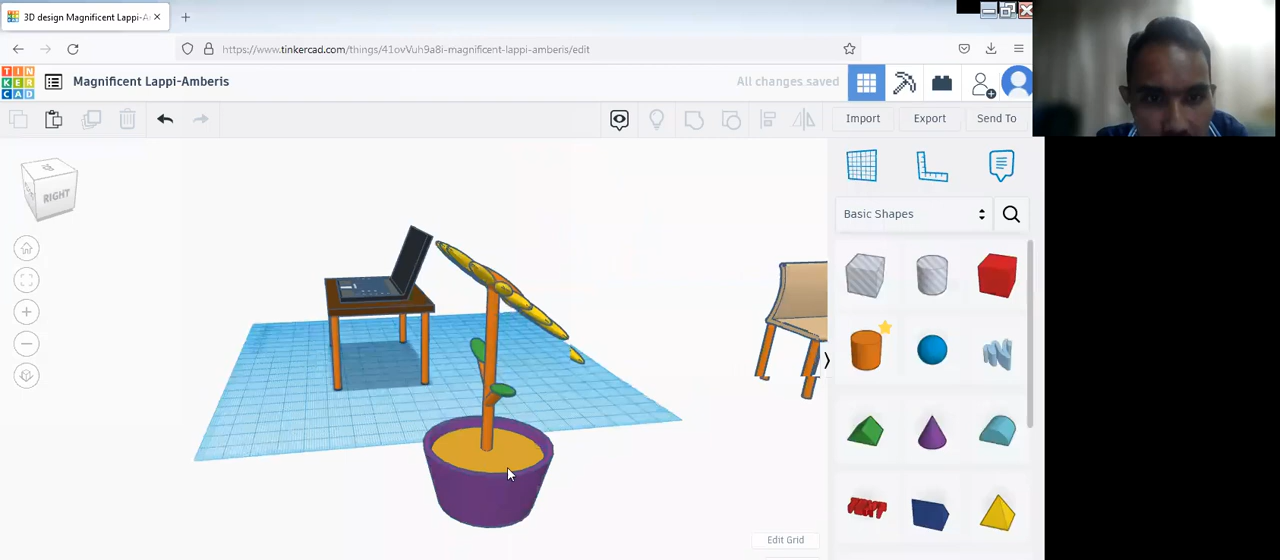 3D design Magnificent Lappi-A
https://www.tinkercad.com/things/41ovVuh9a8i-magnificent-lappi-amberis/edit
TIN
KER
CAD
Magnificent Lappi-Amberis
All changes saved
Import
Export
Send To
RIGHT
Basic Shapes
TEXT
Edit Grid